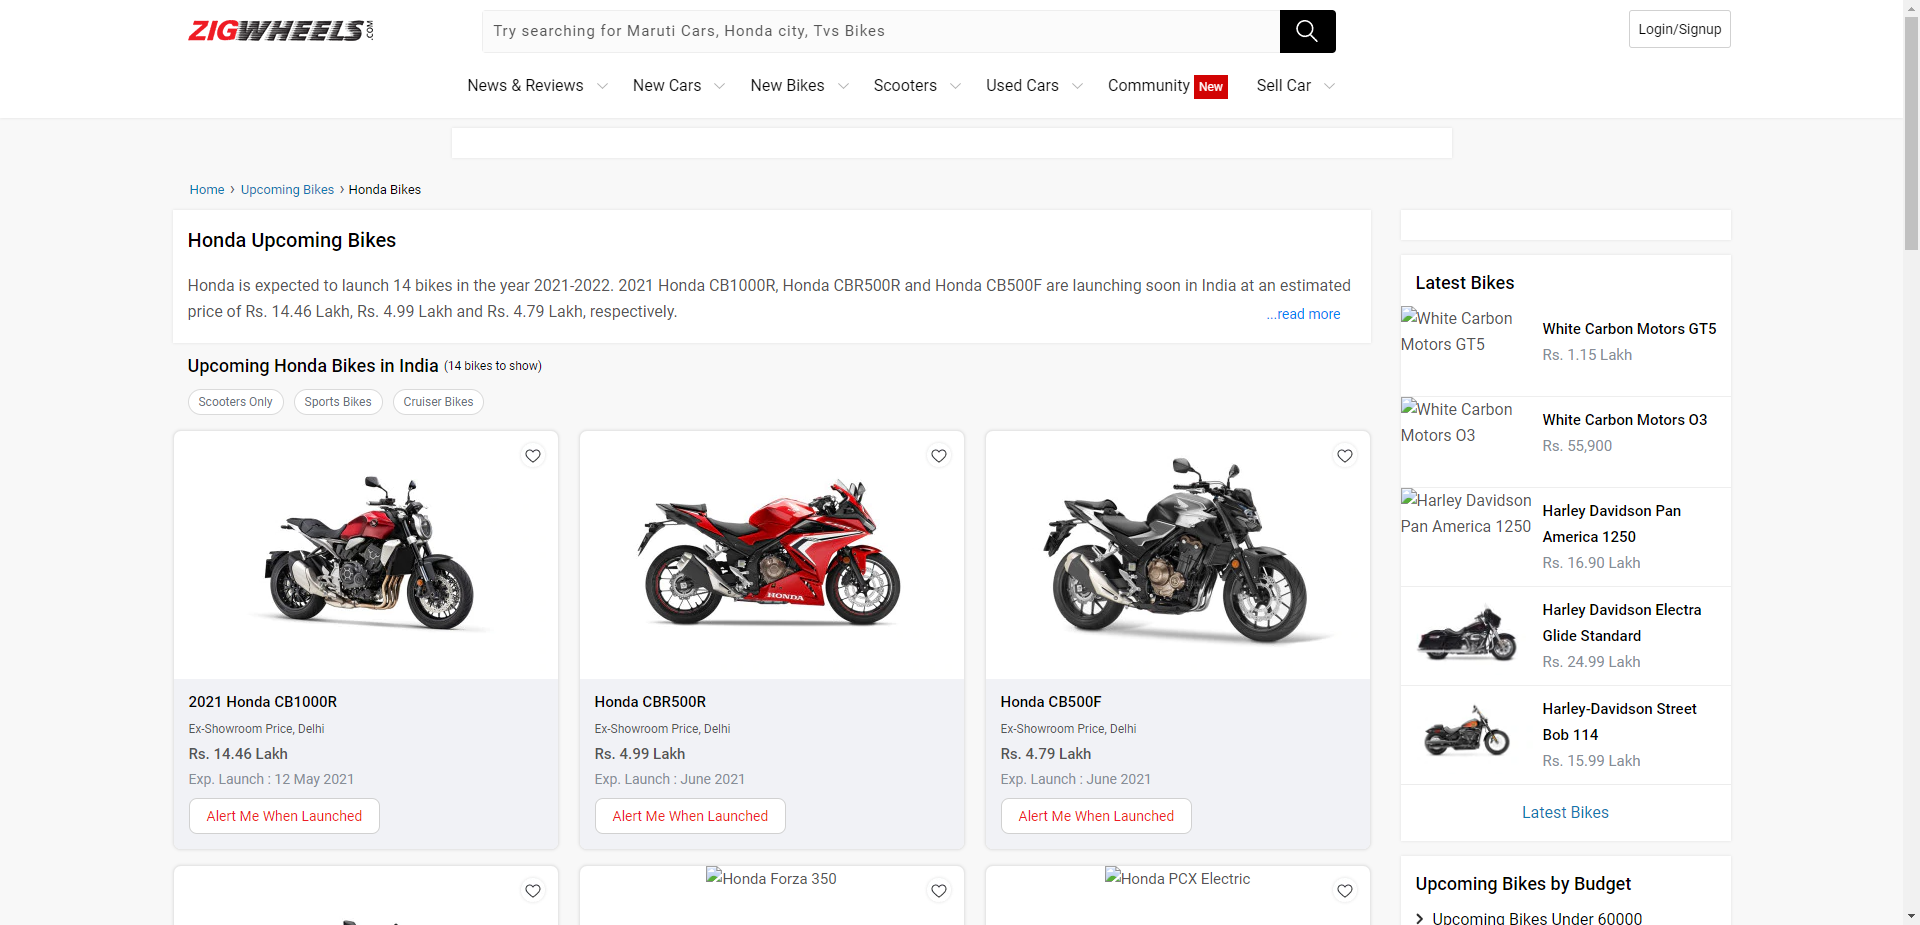 ZIGWHEELS.COM
Try searching for Maruti Cars, Honda city, Tvs Bikes
Login/Signup
News & Reviews
New Cars
New Bikes
Scooters
Used Cars
Community New
Sell Car
Home › Upcoming Bikes › Honda Bikes
Honda Upcoming Bikes
Honda is expected to launch 14 bikes in the year 2021-2022. 2021 Honda CB1000R, Honda CBR500R and Honda CB500F are launching soon in India at an estimated
price of Rs. 14.46 Lakh, Rs. 4.99 Lakh and Rs. 4.79 Lakh, respectively.
...read more
Upcoming Honda Bikes in India (14 bikes to show)
Scooters Only
Sports Bikes
Cruiser Bikes
HONDA
2021 Honda CB1000R
Ex-Showroom Price, Delhi
Rs. 14.46 Lakh
Exp. Launch : 12 May 2021
Alert Me When Launched
Honda CBR500R
Ex-Showroom Price, Delhi
Rs. 4.99 Lakh
Exp. Launch : June 2021
Alert Me When Launched
Honda CB500F
Ex-Showroom Price, Delhi
Rs. 4.79 Lakh
Exp. Launch : June 2021
Alert Me When Launched
Honda Forza 350
Honda PCX Electric
Latest Bikes
White Carbon
Motors GT5
White Carbon Motors GT5
Rs. 1.15 Lakh
White Carbon
Motors O3
White Carbon Motors O3
Rs. 55,900
Harley Davidson
Pan America 1250
Harley Davidson Pan
America 1250
Rs. 16.90 Lakh
Harley Davidson Electra
Glide Standard
Rs. 24.99 Lakh
Harley-Davidson Street
Bob 114
Rs. 15.99 Lakh
Latest Bikes
Upcoming Bikes by Budget
Upcoming Bikes Under 60000